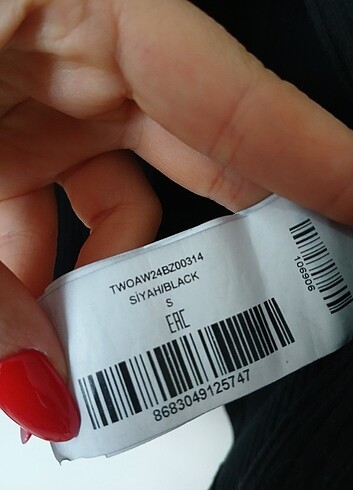 TWOAW24BZ00314
SİYAH/BLACK
S
EAC
8683049125747
106906